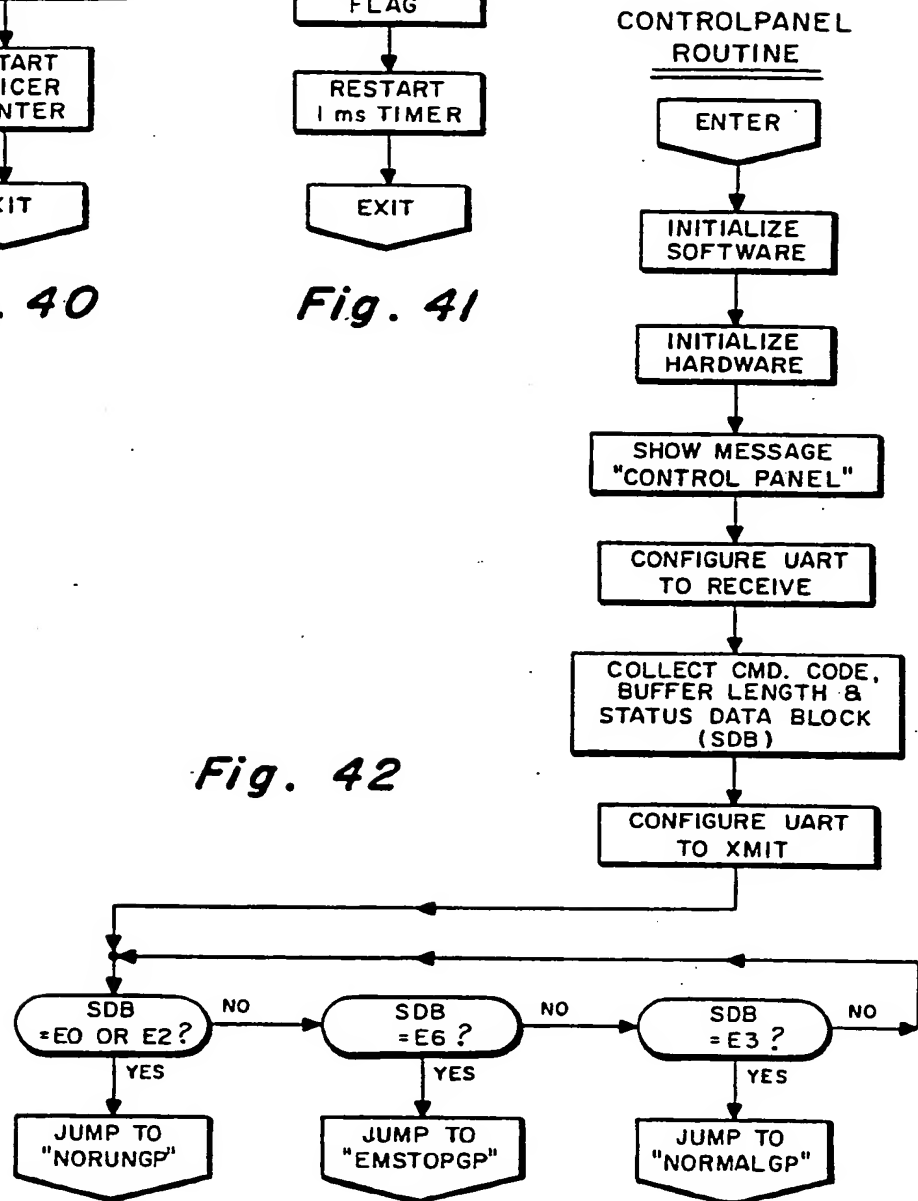 FLAG
RESTART
1 ms TIMER
EXIT
Fig. 41
40
CONTROLPANEL
ROUTINE
ENTER
INITIALIZE
SOFTWARE
INITIALIZE
HARDWARE
SHOW MESSAGE
"CONTROL PANEL"
CONFIGURE UART
TO RECEIVE
COLLECT CMD. CODE,
BUFFER LENGTH &
STATUS DATA BLOCK
(SDB)
CONFIGURE UART
TO XMIT
Fig. 42
SDB
=E0 OR E2?
NO
YES
JUMP TO
"NORUNGP"
SDB
=E6?
NO
YES
JUMP TO
"EMSTOPGP"
SDB
=E3?
NO
YES
JUMP TO
"NORMALGP"